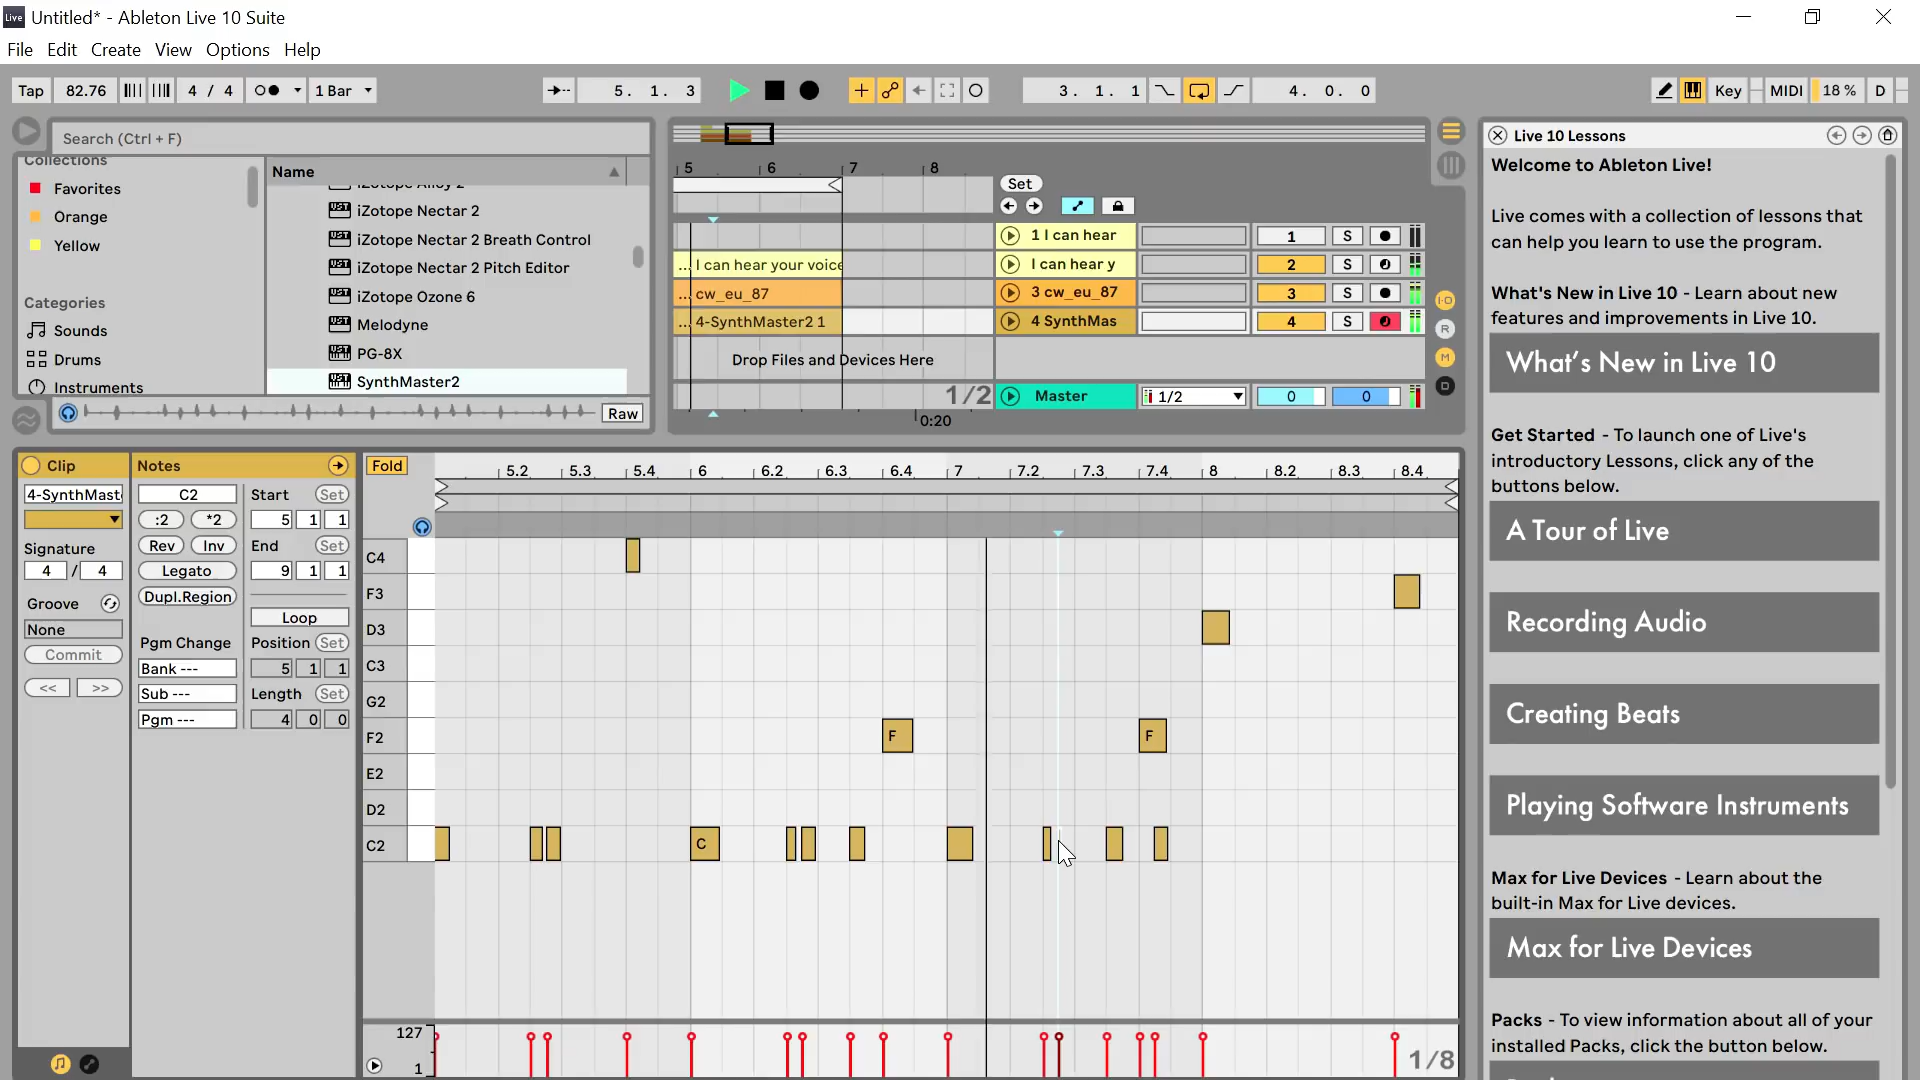 Live Untitled* - Ableton Live 10 Suite
File Edit Create View Options Help
Tap 82.76 4 / 4 1 Bar 5. 1. 3 3. 1. 1 4. 0. 0 Key MIDI 18 % D
Search (Ctrl + F)
Collections
Favorites
Orange
Yellow
Categories
Sounds
Drums
Instruments
Name
iZotope Alloy 2
iZotope Nectar 2
iZotope Nectar 2 Breath Control
iZotope Nectar 2 Pitch Editor
iZotope Ozone 6
Melodyne
PG-8X
SynthMaster2
Raw
5 6 7 8
Set
1 I can hear 1 S
...I can hear your voice I can hear y 2 S
...cw_eu_87 3 cw_eu_87 3 S
...4-SynthMaster2 1 4 SynthMas 4 S
Drop Files and Devices Here
1/2 Master 1/2 0 0
0:20
I-O
R
M
D
Live 10 Lessons
Welcome to Ableton Live!
Live comes with a collection of lessons that
can help you learn to use the program.
What's New in Live 10 - Learn about new
features and improvements in Live 10.
What's New in Live 10
Get Started - To launch one of Live's
introductory Lessons, click any of the
buttons below.
A Tour of Live
Recording Audio
Creating Beats
Playing Software Instruments
Max for Live Devices - Learn about the
built-in Max for Live devices.
Max for Live Devices
Packs - To view information about all of your
installed Packs, click the button below.
Clip
4-SynthMast
Signature
4 / 4
Groove
None
Commit
<< >>
Notes
C2
:2 *2
Rev Inv
Legato
Dupl.Region
Pgm Change
Bank ---
Sub ---
Pgm ---
Start Set
5 1 1
End Set
9 1 1
Loop
Position Set
5 1 1
Length Set
4 0 0
Fold
5.2 5.3 5.4 6 6.2 6.3 6.4 7 7.2 7.3 7.4 8 8.2 8.3 8.4
C4
F3
D3
C3
G2
F2 F F
E2
D2
C2 C
127
1
1/8